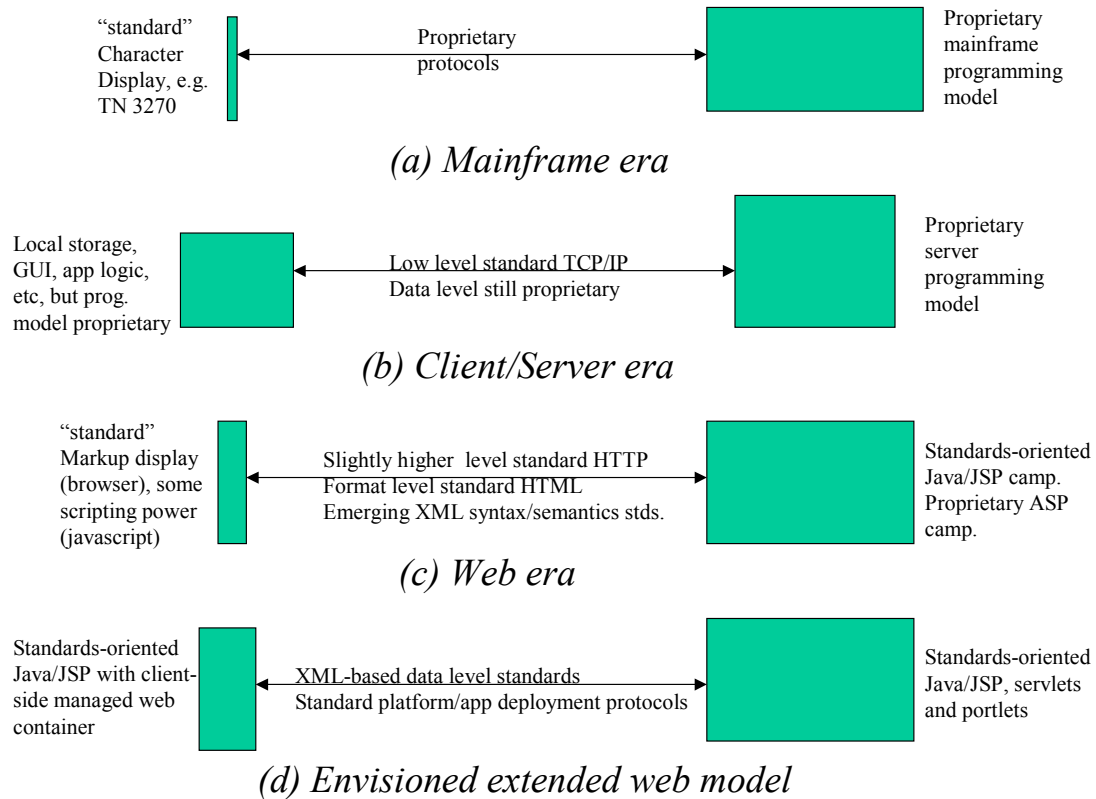 “standard”
Character
Display, e.g.
TN 3270
Proprietary
protocols
Proprietary
mainframe
programming
model
(a) Mainframe era
Local storage,
GUI, app logic,
etc, but prog.
model proprietary
Low level standard TCP/IP
Data level still proprietary
Proprietary
server
programming
model
(b) Client/Server era
“standard”
Markup display
(browser), some
scripting power
(javascript)
Slightly higher level standard HTTP
Format level standard HTML
Emerging XML syntax/semantics stds.
Standards-oriented
Java/JSP camp.
Proprietary ASP
camp.
(c) Web era
Standards-oriented
Java/JSP with client-
side managed web
container
XML-based data level standards
Standard platform/app deployment protocols
Standards-oriented
Java/JSP, servlets
and portlets
(d) Envisioned extended web model